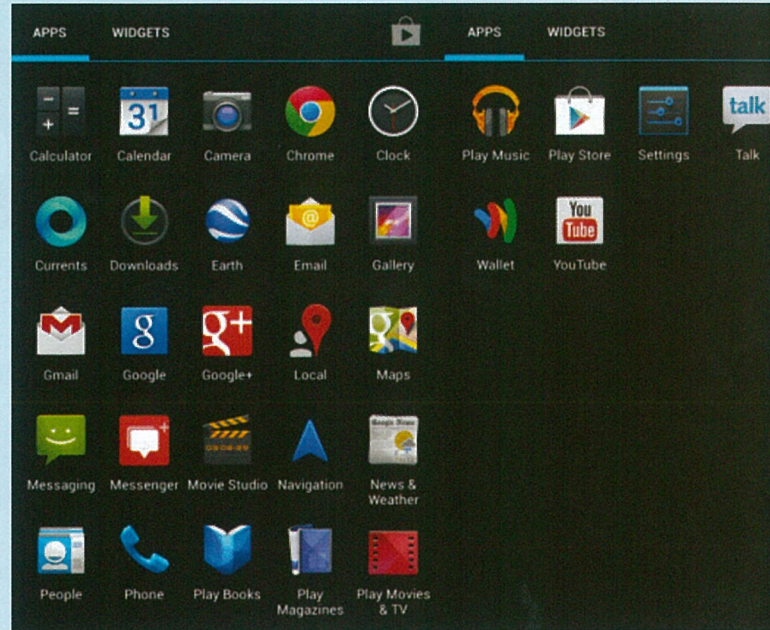 APPS WIDGETS
31
Calculator Calendar Camera Chrome Clock
@
Currents Downloads Earth Email Gallery
g g+ g
Gmail Google Google+ Local Maps
Google News
Messaging Messenger Movie Studio Navigation News &
Weather
People Phone Play Books Play
Magazines Play Movies
& TV
APPS WIDGETS
talk
Play Music Play Store Settings Talk
You
Tube
Wallet YouTube